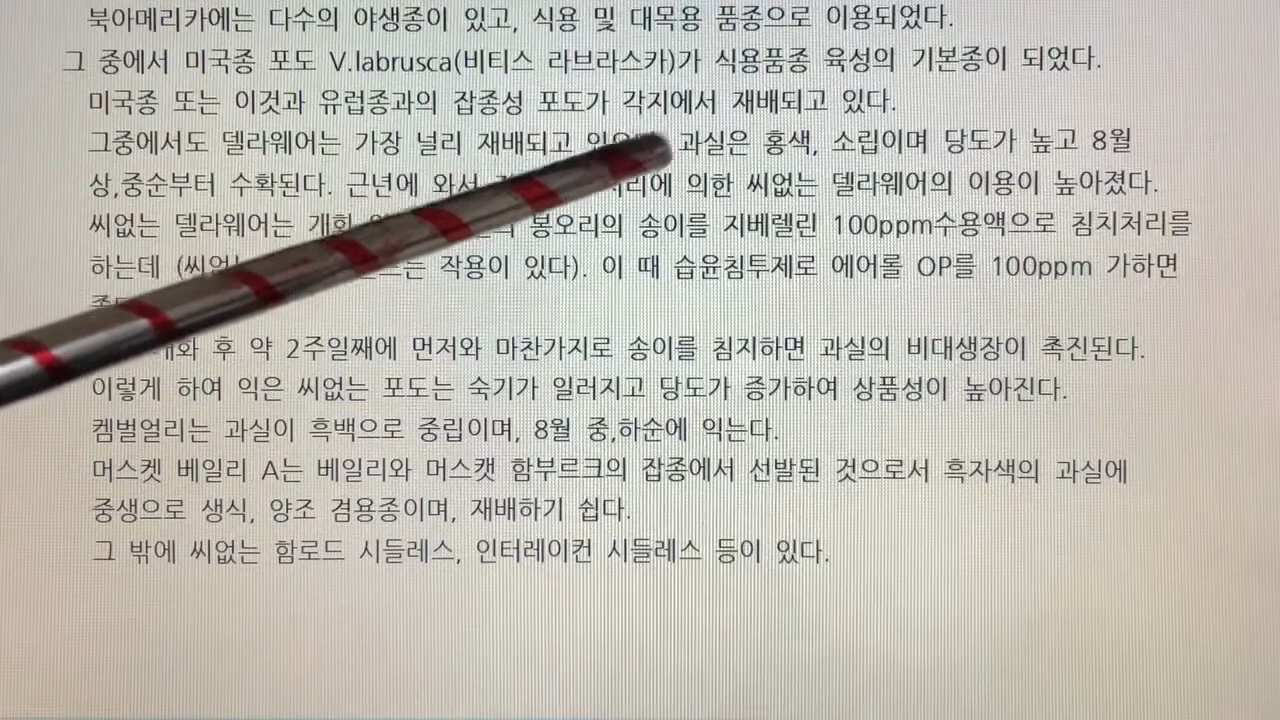 북아메리카에는 다수의 야생종이 있고, 식용 및 대목용 품종으로 이용되었다.
그 중에서 미국종 포도 V.labrusca(비티스 라브라스카)가 식용품종 육성의 기본종이 되었다.
미국종 또는 이것과 유럽종과의 잡종성 포도가 각지에서 재배되고 있다.
그중에서도 델라웨어는 가장 널리 재배되고 과실은 홍색, 소립이며 당도가 높고 8월
상,중순부터 수확된다. 근년에 와서 의한 씨없는 델라웨어의 이용이 높아졌다.
씨없는 델라웨어는 개화 봉오리의 송이를 지베렐린 100ppm수용액으로 침치처리를
하는데 작용이 있다). 이 때 습윤침투제로 에어롤 OP를 100ppm 가하면
후 약 2주일째에 먼저와 마찬가지로 송이를 침지하면 과실의 비대생장이 촉진된다.
이렇게 하여 익은 씨없는 포도는 숙기가 일러지고 당도가 증가하여 상품성이 높아진다.
켐벌얼리는 과실이 흑백으로 중립이며, 8월 중,하순에 익는다.
머스켓 베일리 A는 베일리와 머스캣 함부르크의 잡종에서 선발된 것으로서 흑자색의 과실에
중생으로 생식, 양조 겸용종이며, 재배하기 쉽다.
그 밖에 씨없는 함로드 시들레스, 인터레이컨 시들레스 등이 있다.